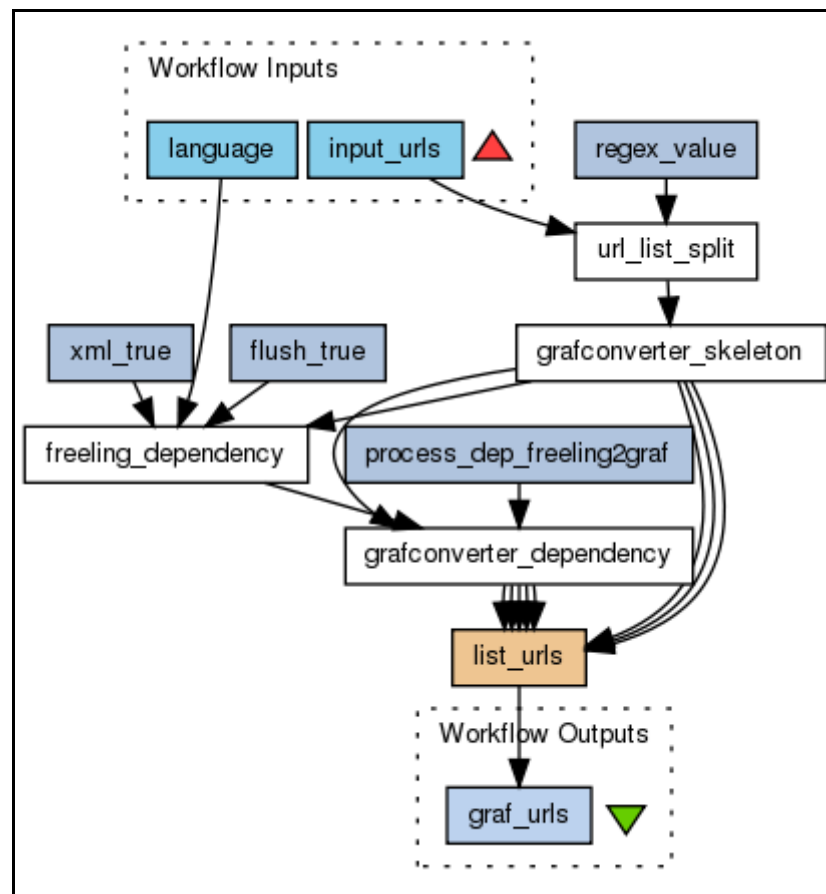 Workflow Inputs
language
input_urls
regex_value
url_list_split
xml_true
flush_true
grafconverter_skeleton
freeling_dependency
process_dep_freeling2graf
grafconverter_dependency
list_urls
Workflow Outputs
graf_urls